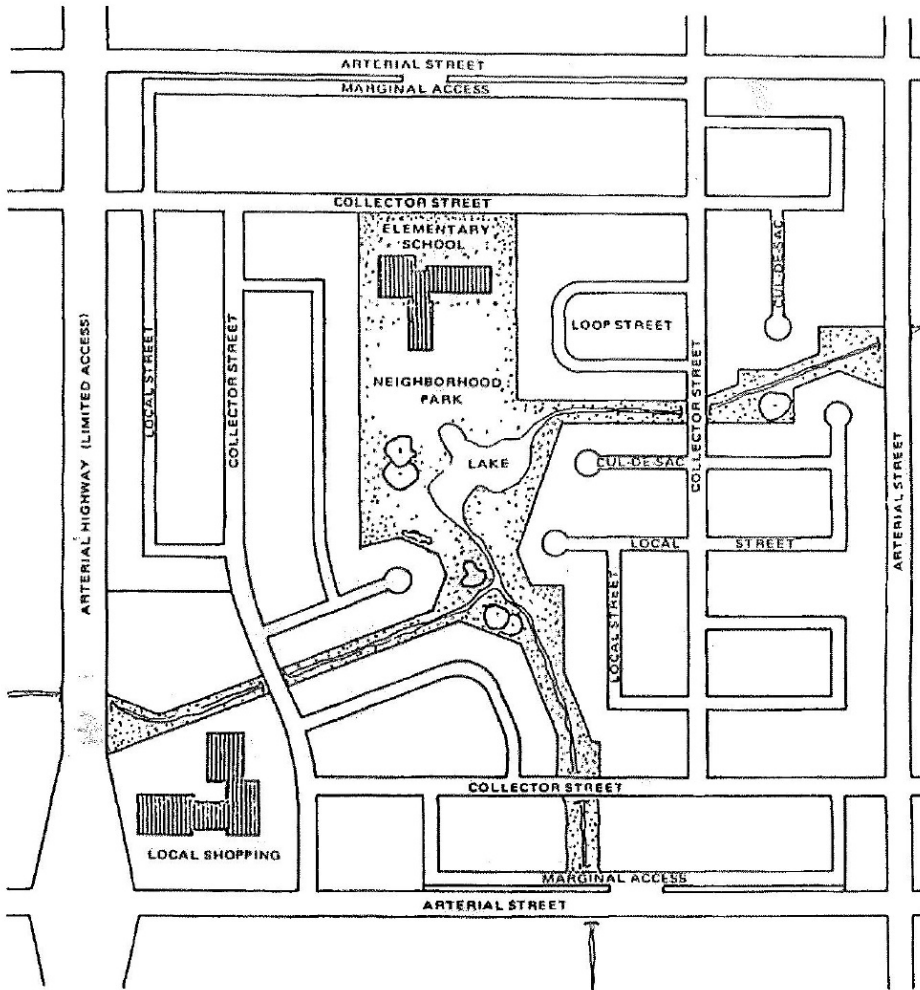 ARTERIAL STREET
MARGINAL ACCESS
COLLECTOR STREET
ELEMENTARY
SCHOOL
CUL-DE-SAC
LOOP STREET
LOCAL STREET
COLLECTOR STREET
ARTERIAL HIGHWAY (LIMITED ACCESS)
NEIGHBORHOOD
PARK
COLLECTOR STREET
LAKE
CUL-DE-SAC
ARTERIAL STREET
LOCAL STREET
LOCAL STREET
COLLECTOR STREET
LOCAL SHOPPING
MARGINAL ACCESS
ARTERIAL STREET